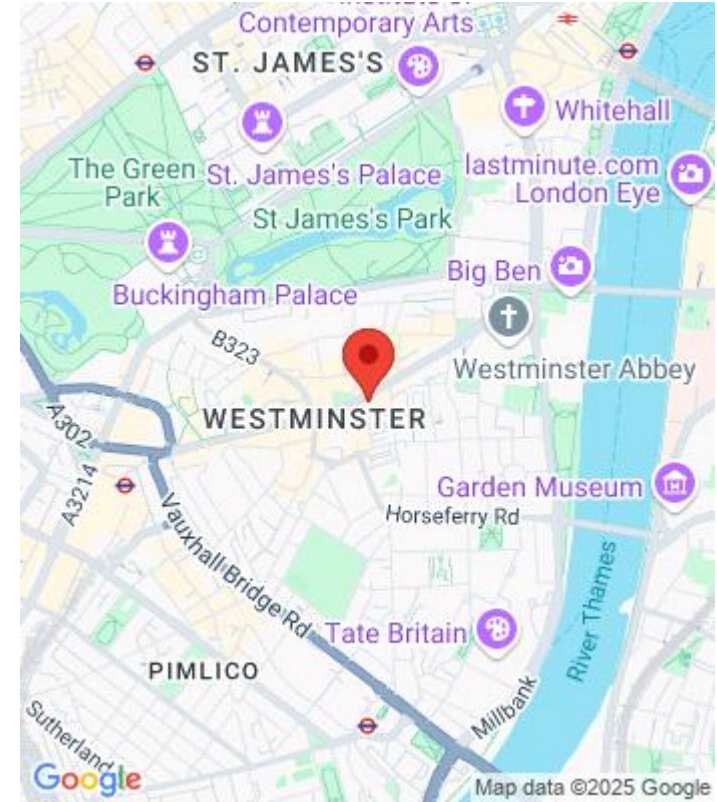 Contemporary Arts
ST. JAMES'S
Whitehall
The Green
Park
St. James's Palace
lastminute.com
London Eye
St James's Park
Big Ben
Buckingham Palace
B323
Westminster Abbey
WESTMINSTER
A302
A3214
Garden Museum
Horseferry Rd
Vauxhall Bridge Rd
River Thames
Tate Britain
PIMLICO
Millbank
Sutherland
Google
Map data ©2025 Google